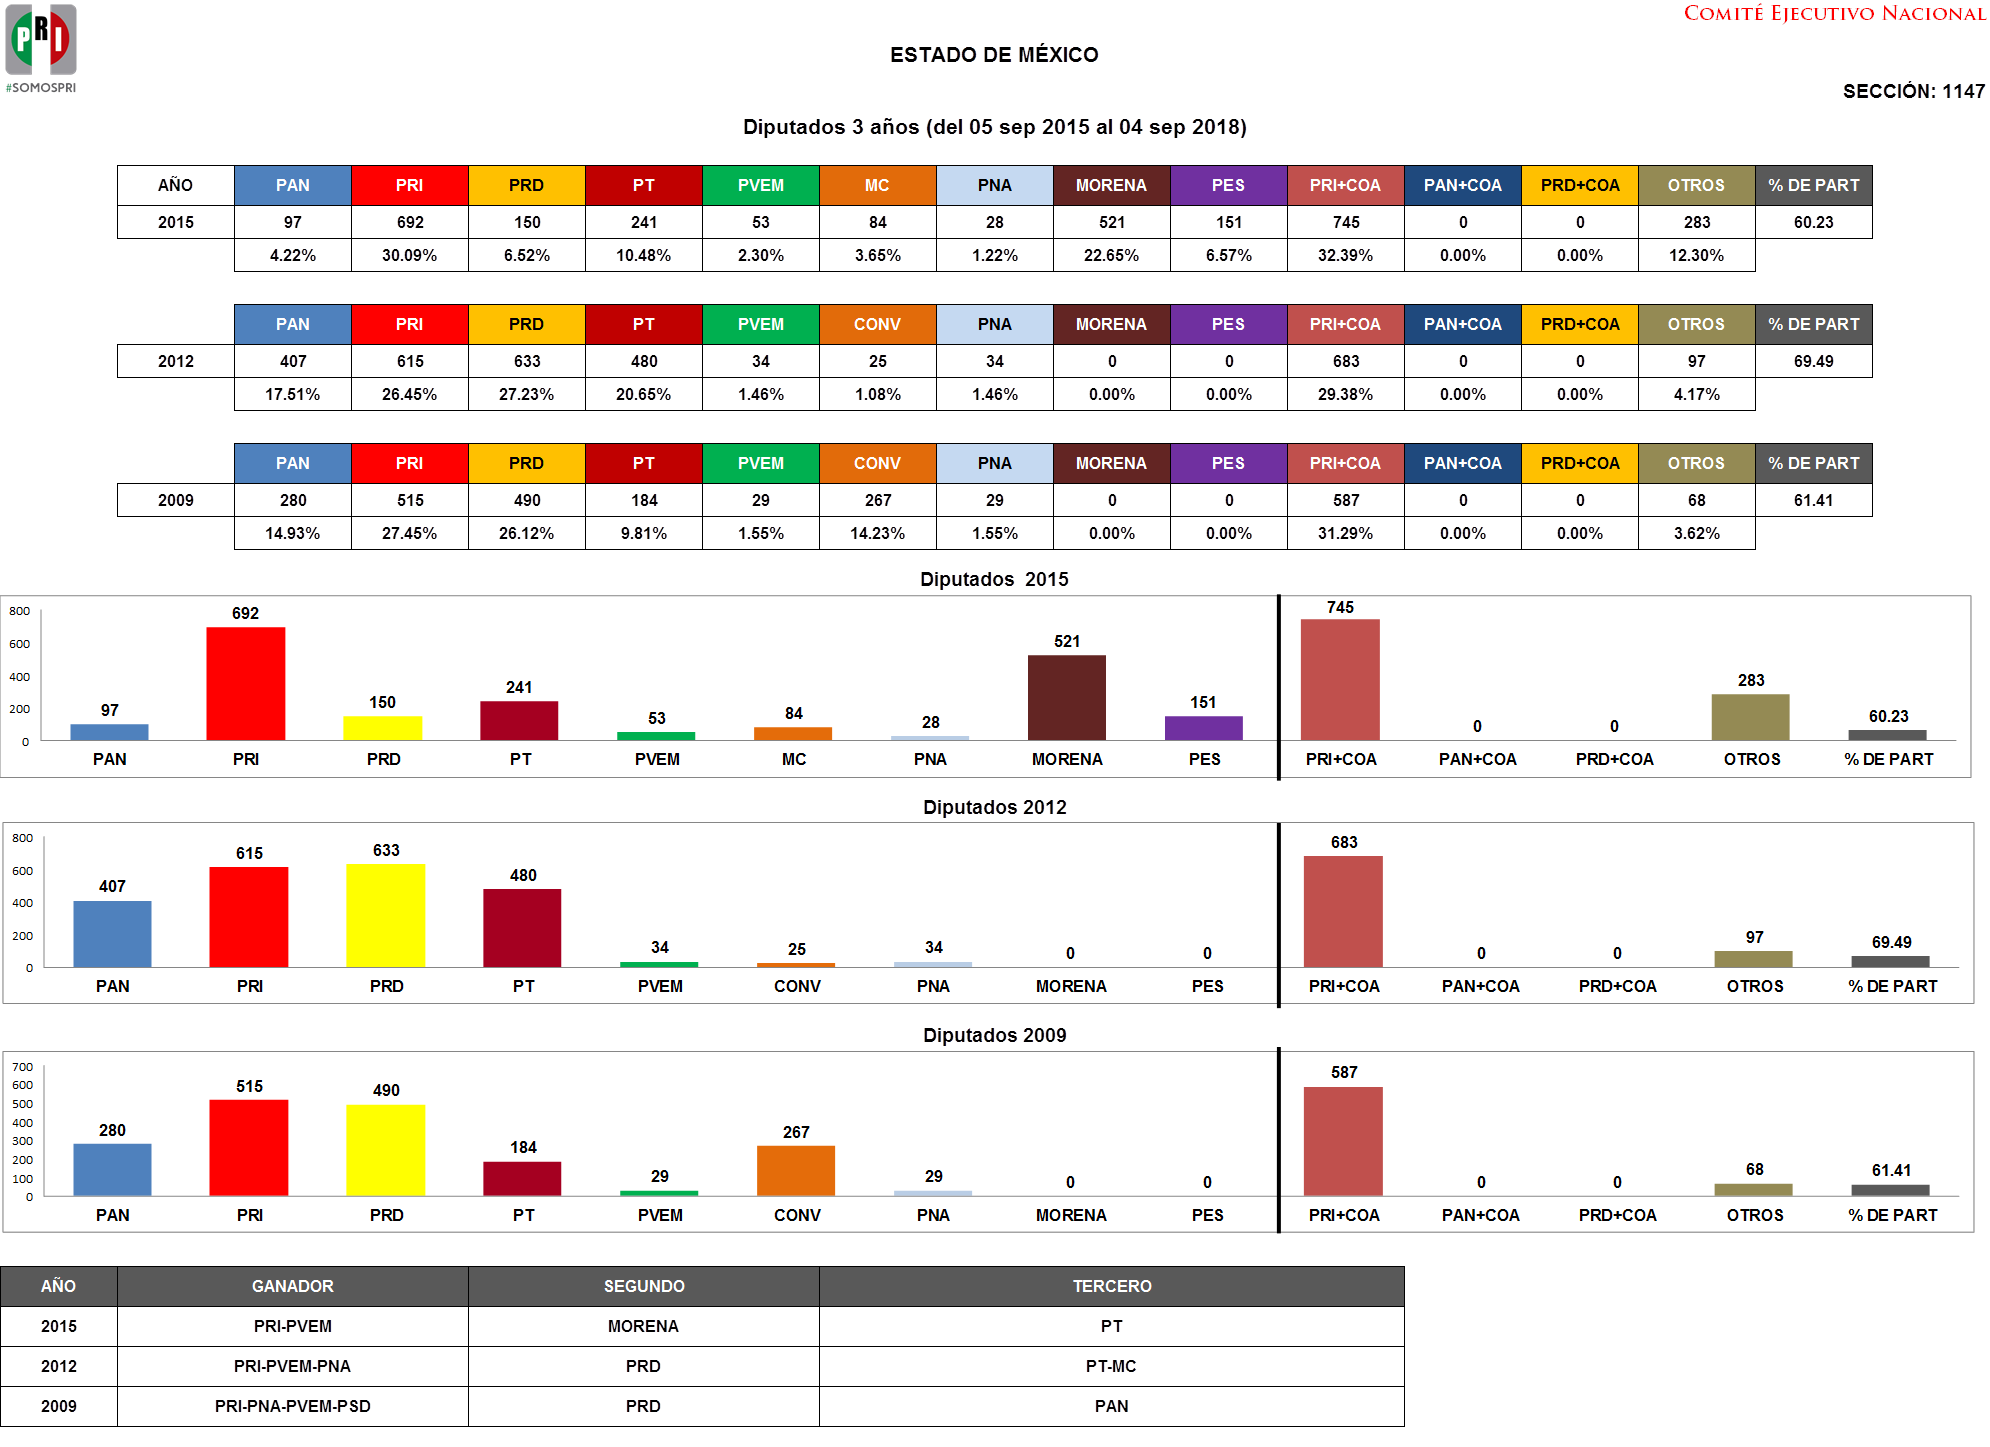 PRI
#SOMOSPRI
COMITÉ EJECUTIVO NACIONAL
ESTADO DE MÉXICO
SECCIÓN: 1147
Diputados 3 años (del 05 sep 2015 al 04 sep 2018)
AÑO PAN PRI PRD PT PVEM MC PNA MORENA PES PRI+COA PAN+COA PRD+COA OTROS % DE PART
2015 97 692 150 241 53 84 28 521 151 745 0 0 283 60.23
4.22% 30.09% 6.52% 10.48% 2.30% 3.65% 1.22% 22.65% 6.57% 32.39% 0.00% 0.00% 12.30%
PAN PRI PRD PT PVEM CONV PNA MORENA PES PRI+COA PAN+COA PRD+COA OTROS % DE PART
2012 407 615 633 480 34 25 34 0 0 683 0 0 97 69.49
17.51% 26.45% 27.23% 20.65% 1.46% 1.08% 1.46% 0.00% 0.00% 29.38% 0.00% 0.00% 4.17%
PAN PRI PRD PT PVEM CONV PNA MORENA PES PRI+COA PAN+COA PRD+COA OTROS % DE PART
2009 280 515 490 184 29 267 29 0 0 587 0 0 68 61.41
14.93% 27.45% 26.12% 9.81% 1.55% 14.23% 1.55% 0.00% 0.00% 31.29% 0.00% 0.00% 3.62%
Diputados 2015
800
600
400
200
0
97 692 150 241 53 84 28 521 151 745 0 0 283 60.23
PAN PRI PRD PT PVEM MC PNA MORENA PES PRI+COA PAN+COA PRD+COA OTROS % DE PART
Diputados 2012
800
600
400
200
0
407 615 633 480 34 25 34 0 0 683 0 0 97 69.49
PAN PRI PRD PT PVEM CONV PNA MORENA PES PRI+COA PAN+COA PRD+COA OTROS % DE PART
Diputados 2009
700
600
500
400
300
200
100
0
280 515 490 184 29 267 29 0 0 587 0 0 68 61.41
PAN PRI PRD PT PVEM CONV PNA MORENA PES PRI+COA PAN+COA PRD+COA OTROS % DE PART
AÑO GANADOR SEGUNDO TERCERO
2015 PRI-PVEM MORENA PT
2012 PRI-PVEM-PNA PRD PT-MC
2009 PRI-PNA-PVEM-PSD PRD PAN